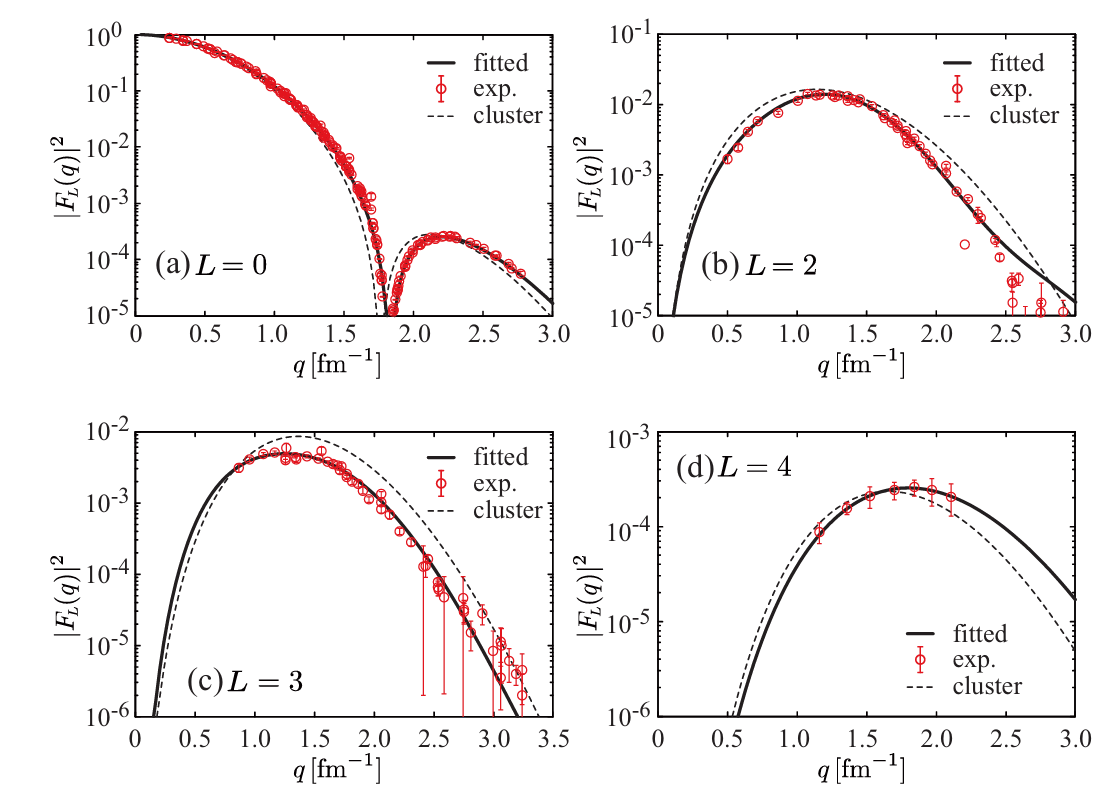 10^0
10^-1
10^-2
10^-3
10^-4
10^-5
|F_L(q)|^2
fitted
exp.
cluster
(a) L = 0
0 0.5 1.0 1.5 2.0 2.5 3.0
q [fm^-1]
10^-1
10^-2
10^-3
10^-4
10^-5
|F_L(q)|^2
fitted
exp.
cluster
(b) L = 2
0 0.5 1.0 1.5 2.0 2.5 3.0
q [fm^-1]
10^-2
10^-3
10^-4
10^-5
10^-6
|F_L(q)|^2
fitted
exp.
cluster
(c) L = 3
0 0.5 1.0 1.5 2.0 2.5 3.0 3.5
q [fm^-1]
10^-3
10^-4
10^-5
10^-6
|F_L(q)|^2
(d) L = 4
fitted
exp.
cluster
0 0.5 1.0 1.5 2.0 2.5 3.0
q [fm^-1]